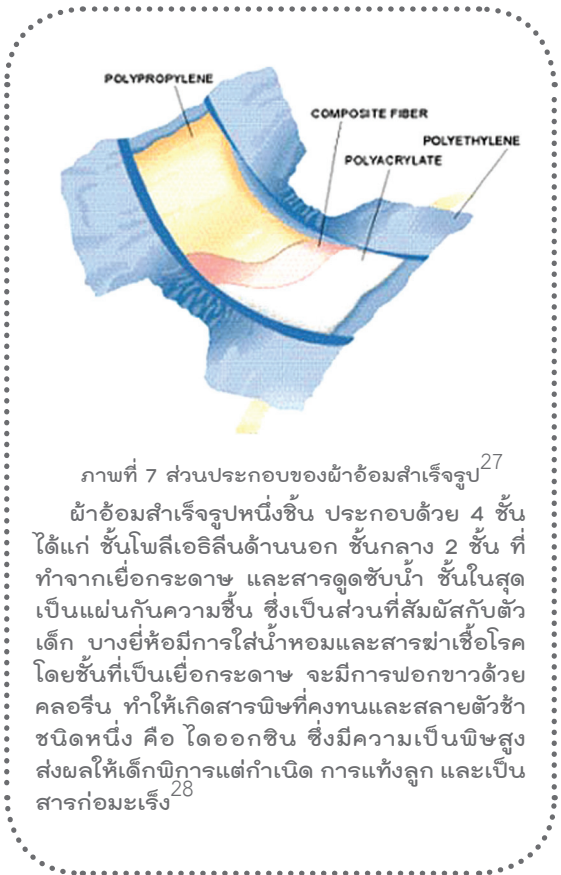 POLYPROPYLENE
COMPOSITE FIBER
POLYETHYLENE
POLYACRYLATE
ภาพที่ 7 ส่วนประกอบของผ้าอ้อมสำเร็จรูป27
ผ้าอ้อมสำเร็จรูปหนึ่งชิ้น ประกอบด้วย 4 ชั้น
ได้แก่ ชั้นโพลีเอธิลีนด้านนอก ชั้นกลาง 2 ชั้น ที่
ทำจากเยื่อกระดาษ และสารดูดซับน้ำ ชั้นในสุด
เป็นแผ่นกันความชื้น ซึ่งเป็นส่วนที่สัมผัสกับตัว
เด็ก บางยี่ห้อมีการใส่น้ำหอมและสารฆ่าเชื้อโรค
โดยชั้นที่เป็นเยื่อกระดาษ จะมีการฟอกขาวด้วย
คลอรีน ทำให้เกิดสารพิษที่คงทนและสลายตัวช้า
ชนิดหนึ่ง คือ ไดออกซิน ซึ่งมีความเป็นพิษสูง
ส่งผลให้เด็กพิการแต่กำเนิด การแท้งลูก และเป็น
สารก่อมะเร็ง28